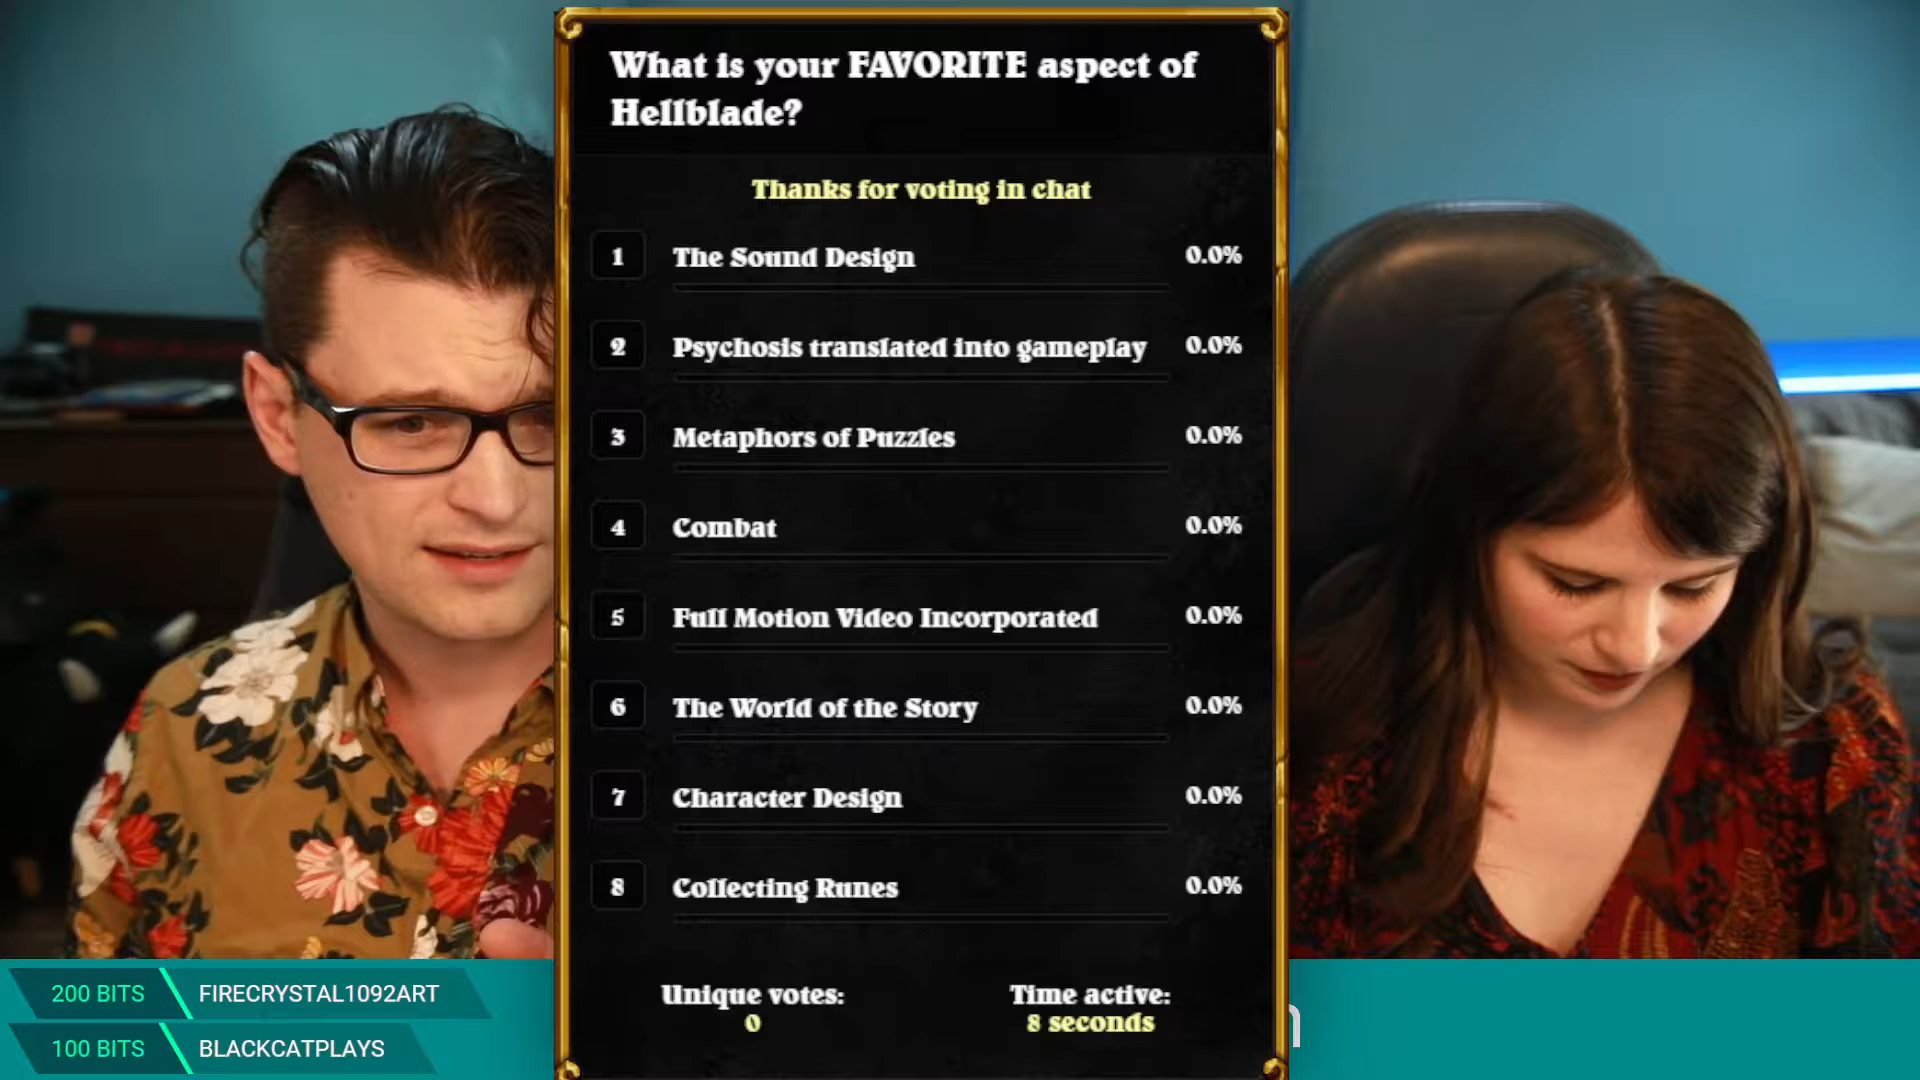 What is your FAVORITE aspect of
Hellblade?
Thanks for voting in chat
1 The Sound Design 0.0%
2 Psychosis translated into gameplay 0.0%
3 Metaphors of Puzzles 0.0%
4 Combat 0.0%
5 Full Motion Video Incorporated 0.0%
6 The World of the Story 0.0%
7 Character Design 0.0%
8 Collecting Runes 0.0%
Unique votes: Time active:
0 8 seconds
200 BITS FIRECRYSTAL1092ART
100 BITS BLACKCATPLAYS